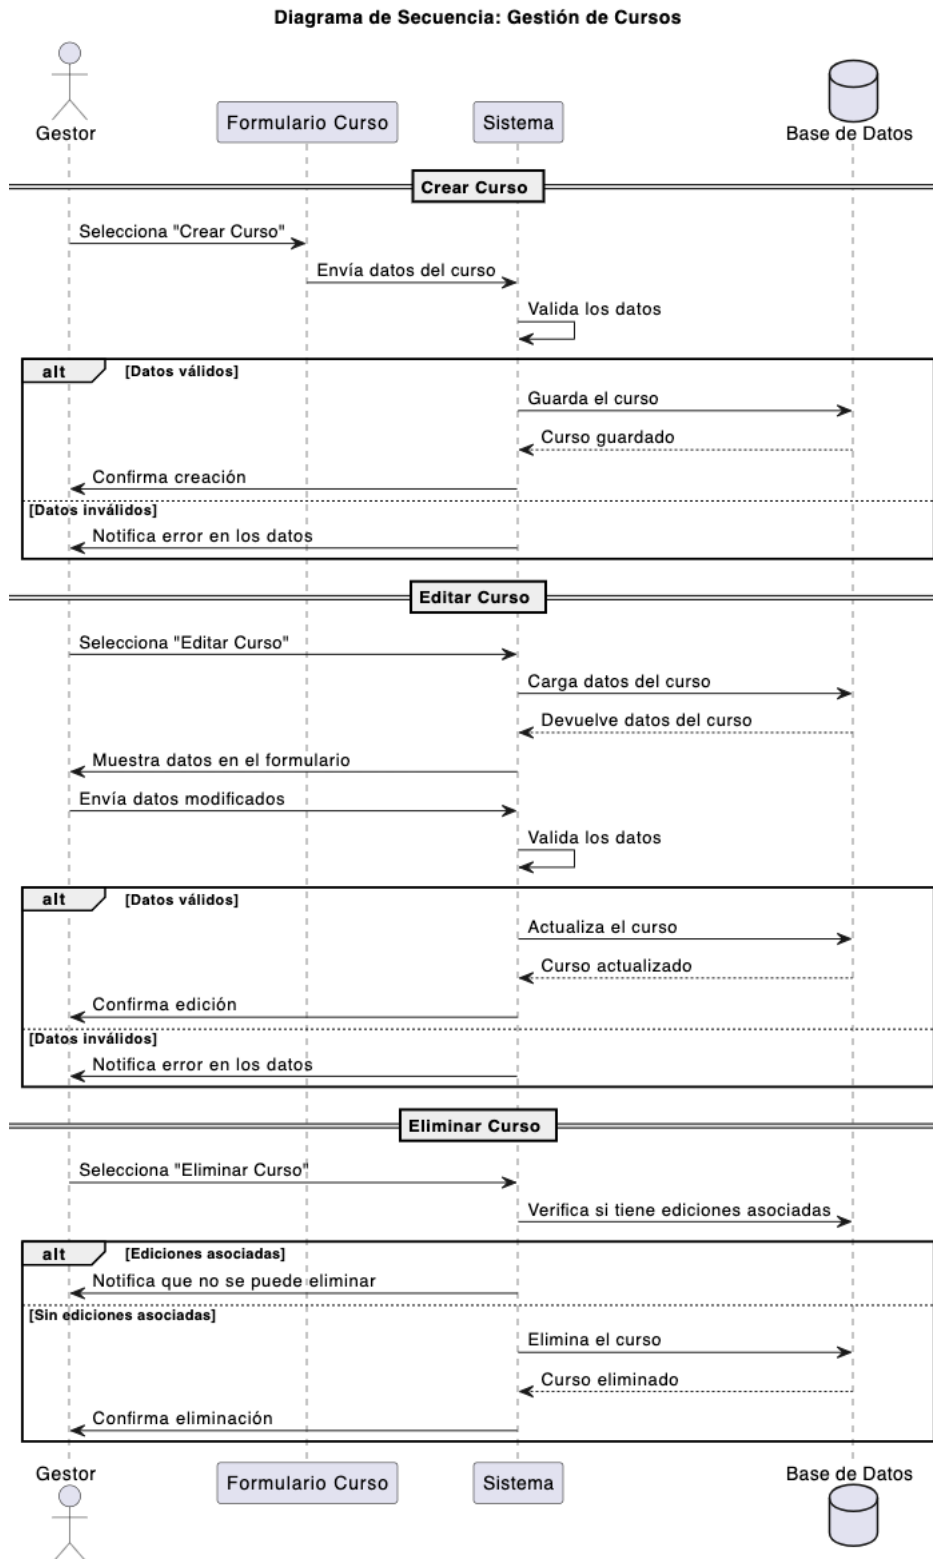 Diagrama de Secuencia: Gestión de Cursos
Gestor
Formulario Curso
Sistema
Base de Datos
Crear Curso
Selecciona "Crear Curso"
Envía datos del curso
Valida los datos
alt
[Datos válidos]
Guarda el curso
Curso guardado
Confirma creación
[Datos inválidos]
Notifica error en los datos
Editar Curso
Selecciona "Editar Curso"
Carga datos del curso
Devuelve datos del curso
Muestra datos en el formulario
Envía datos modificados
Valida los datos
alt
[Datos válidos]
Actualiza el curso
Curso actualizado
Confirma edición
[Datos inválidos]
Notifica error en los datos
Eliminar Curso
Selecciona "Eliminar Curso"
Verifica si tiene ediciones asociadas
alt
[Ediciones asociadas]
Notifica que no se puede eliminar
[Sin ediciones asociadas]
Elimina el curso
Curso eliminado
Confirma eliminación
Gestor
Formulario Curso
Sistema
Base de Datos